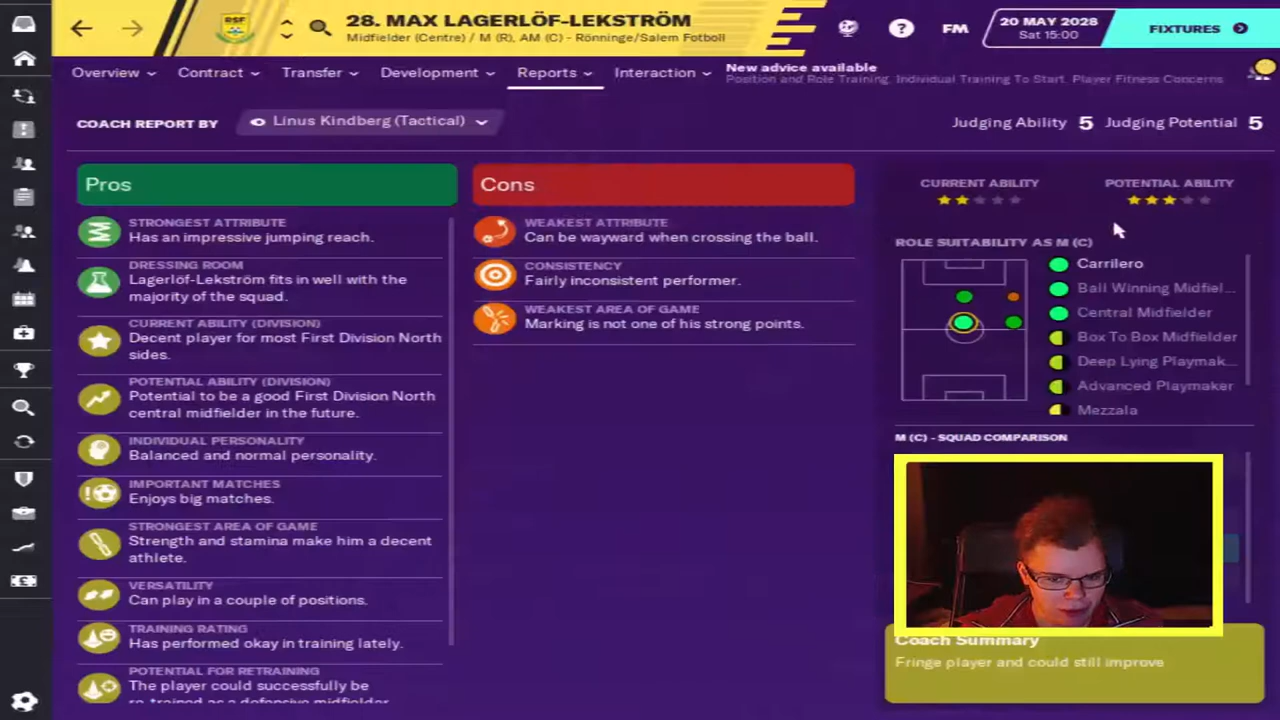 28. MAX LAGERLÖF-LEKSTRÖM
Midfielder (Centre) / M (R), AM (C) - Rönninge/Salem Fotboll
RSF
FM
20 MAY 2028
Sat 15:00
FIXTURES
Overview
Contract
Transfer
Development
Reports
Interaction
New advice available
Position and Role Training, Individual Training To Start, Player Fitness Concerns
COACH REPORT BY
Linus Kindberg (Tactical)
Judging Ability 5 Judging Potential 5
Pros
STRONGEST ATTRIBUTE
Has an impressive jumping reach.
DRESSING ROOM
Lagerlöf-Lekström fits in well with the
majority of the squad.
CURRENT ABILITY (DIVISION)
Decent player for most First Division North
sides.
POTENTIAL ABILITY (DIVISION)
Potential to be a good First Division North
central midfielder in the future.
INDIVIDUAL PERSONALITY
Balanced and normal personality.
IMPORTANT MATCHES
Enjoys big matches.
STRONGEST AREA OF GAME
Strength and stamina make him a decent
athlete.
VERSATILITY
Can play in a couple of positions.
TRAINING RATING
Has performed okay in training lately.
POTENTIAL FOR RETRAINING
The player could successfully be
re-trained as a defensive midfielder
Cons
WEAKEST ATTRIBUTE
Can be wayward when crossing the ball.
CONSISTENCY
Fairly inconsistent performer.
WEAKEST AREA OF GAME
Marking is not one of his strong points.
CURRENT ABILITY
POTENTIAL ABILITY
ROLE SUITABILITY AS M (C)
Carrilero
Ball Winning Midfiel...
Central Midfielder
Box To Box Midfielder
Deep Lying Playmak...
Advanced Playmaker
Mezzala
M (C) - SQUAD COMPARISON
Coach Summary
Fringe player and could still improve